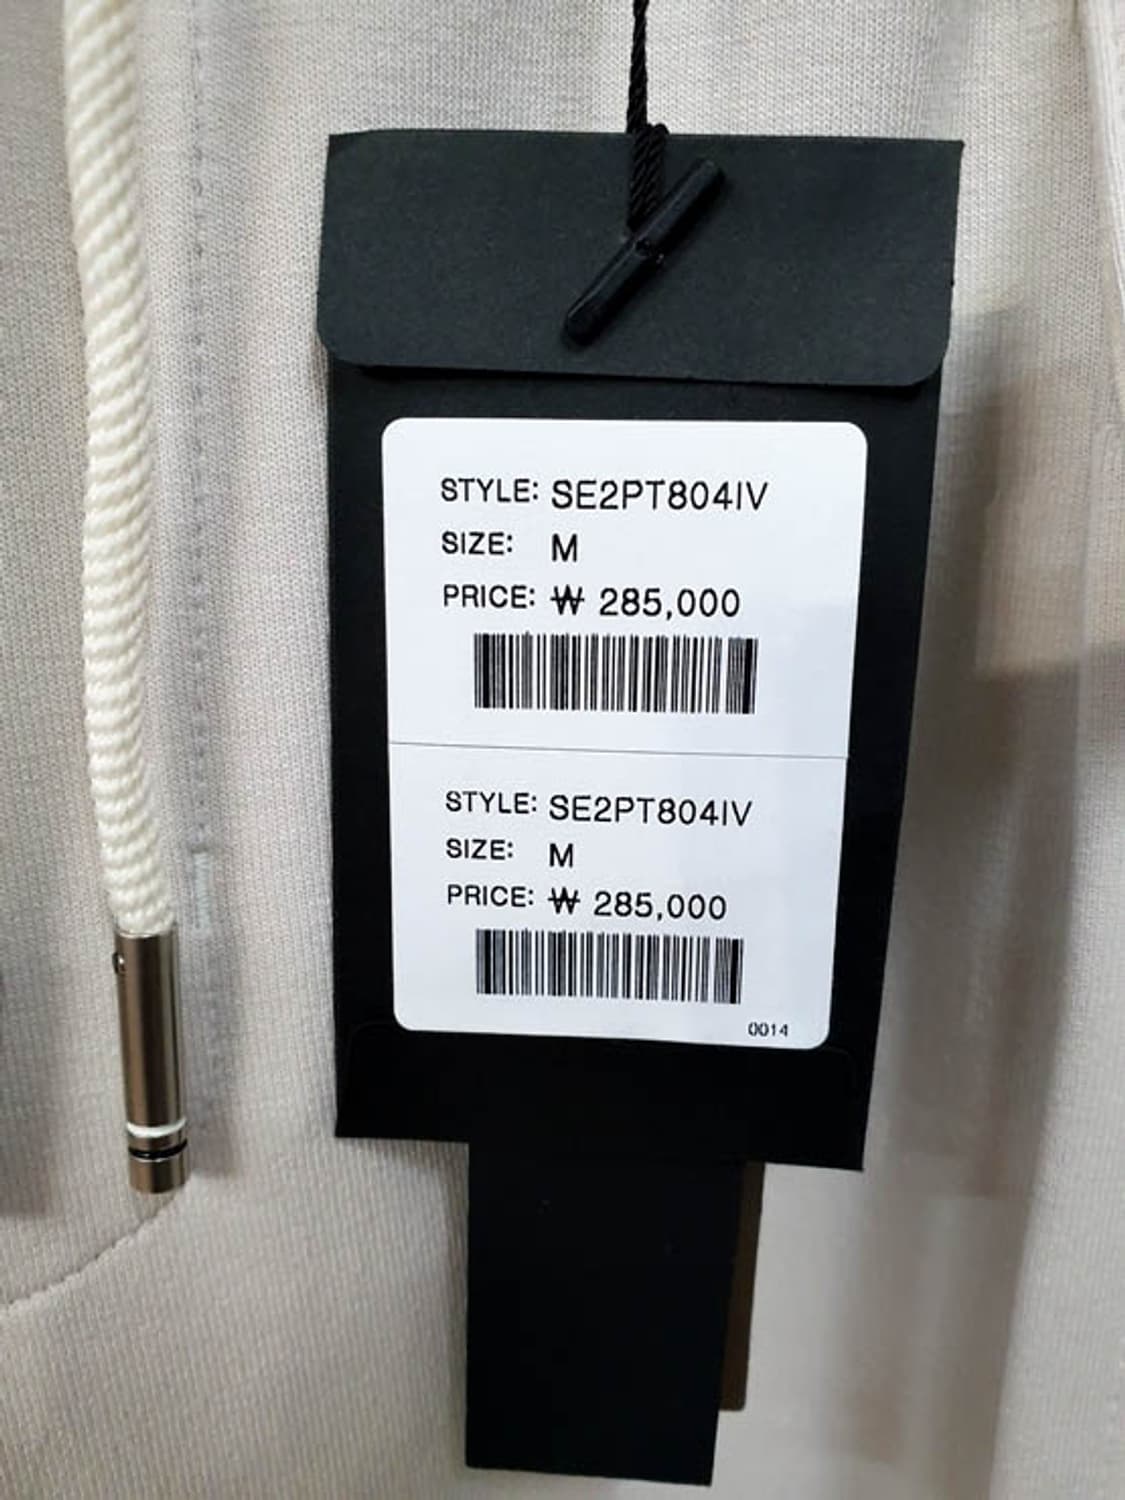 STYLE: SE2PT804IV
SIZE: M
PRICE: ₩ 285,000
STYLE: SE2PT804IV
SIZE: M
PRICE: ₩ 285,000
0014